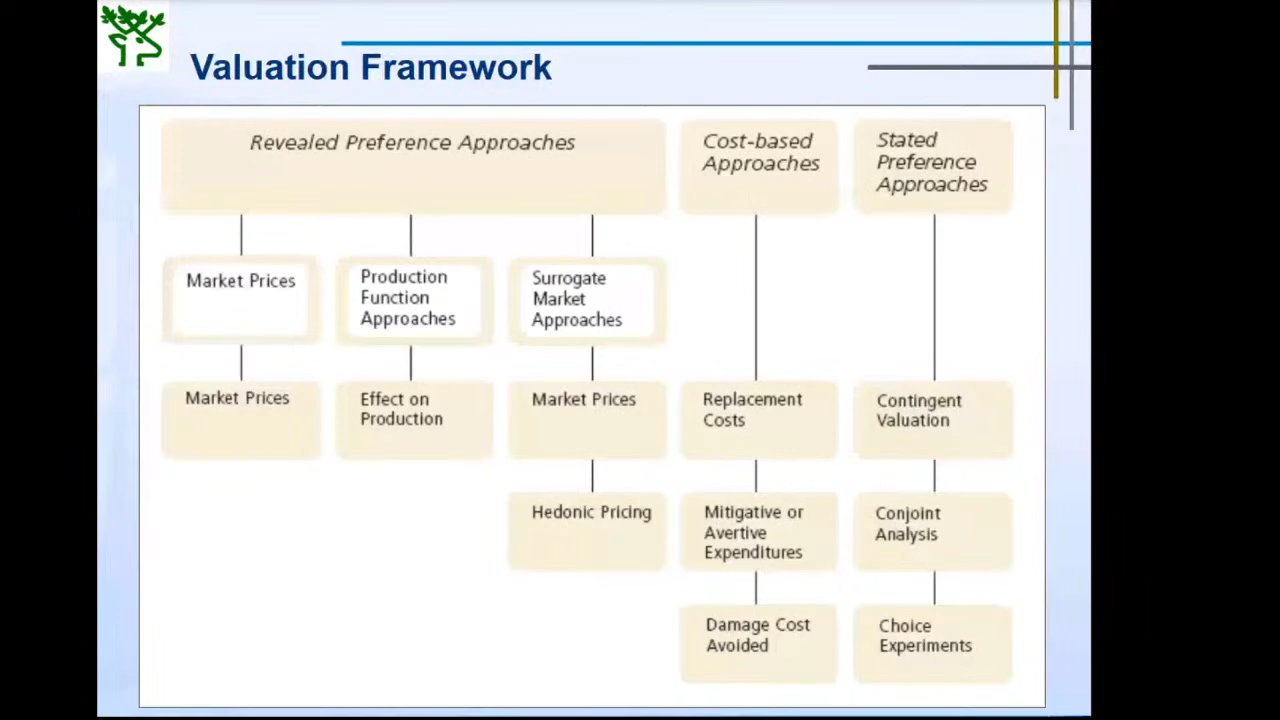 Valuation Framework
Revealed Preference Approaches
Cost-based
Approaches
Stated
Preference
Approaches
Market Prices
Production
Function
Approaches
Surrogate
Market
Approaches
Market Prices
Effect on
Production
Market Prices
Replacement
Costs
Contingent
Valuation
Hedonic Pricing
Mitigative or
Avertive
Expenditures
Conjoint
Analysis
Damage Cost
Avoided
Choice
Experiments